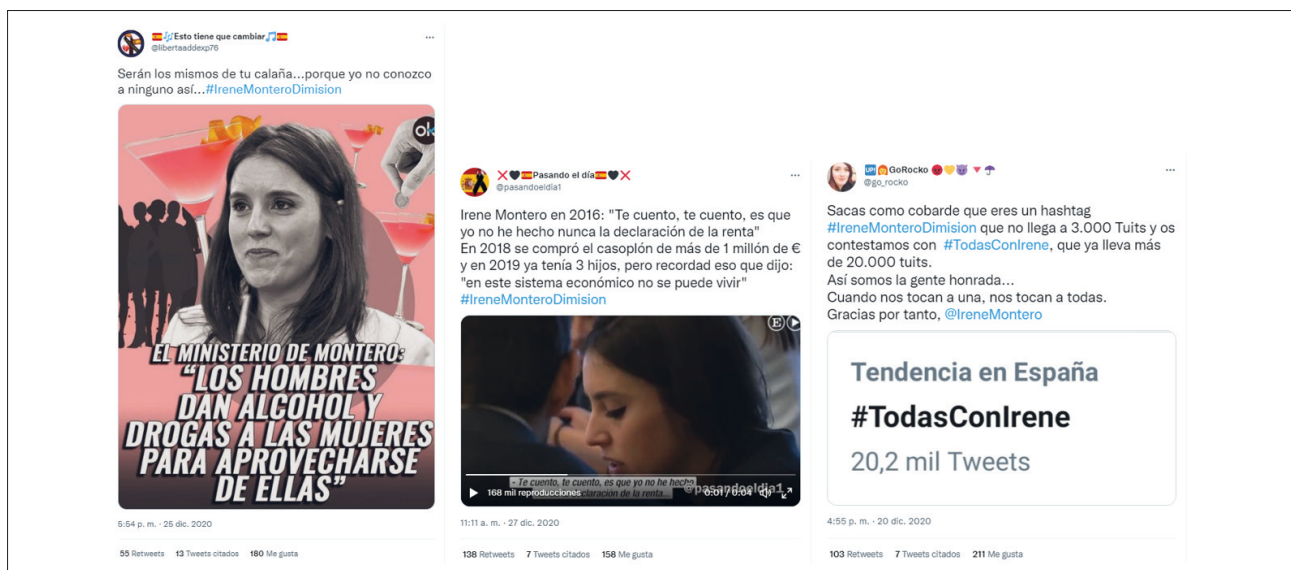 Esto tiene que cambiar
@libertaaddexp76
Serán los mismos de tu calaña...porque yo no conozco
a ninguno así...#IreneMonteroDimision
ok
EL MINISTERIO DE MONTERO:
“LOS HOMBRES
DAN ALCOHOL Y
DROGAS A LAS MUJERES
PARA APROVECHARSE
DE ELLAS”
5:54 p. m. · 25 dic. 2020
55 Retweets 13 Tweets citados 180 Me gusta
Pasando el día
@pasandoeldia1
Irene Montero en 2016: "Te cuento, te cuento, es que
yo no he hecho nunca la declaración de la renta"
En 2018 se compró el casoplón de más de 1 millón de €
y en 2019 ya tenía 3 hijos, pero recordad eso que dijo:
"en este sistema económico no se puede vivir"
#IreneMonteroDimision
E
- Te cuento, te cuento, es que yo no he hecho
declaración de la renta...
168 mil reproducciones
@pasandoeldia1
0:01 / 0:04
11:11 a. m. · 27 dic. 2020
138 Retweets 7 Tweets citados 158 Me gusta
GoRocko
@go_rocko
Sacas como cobarde que eres un hashtag
#IreneMonteroDimision que no llega a 3.000 Tuits y os
contestamos con #TodasConIrene, que ya lleva más
de 20.000 tuits.
Así somos la gente honrada...
Cuando nos tocan a una, nos tocan a todas.
Gracias por tanto, @IreneMontero
Tendencia en España
#TodasConIrene
20,2 mil Tweets
4:55 p. m. · 20 dic. 2020
103 Retweets 7 Tweets citados 211 Me gusta